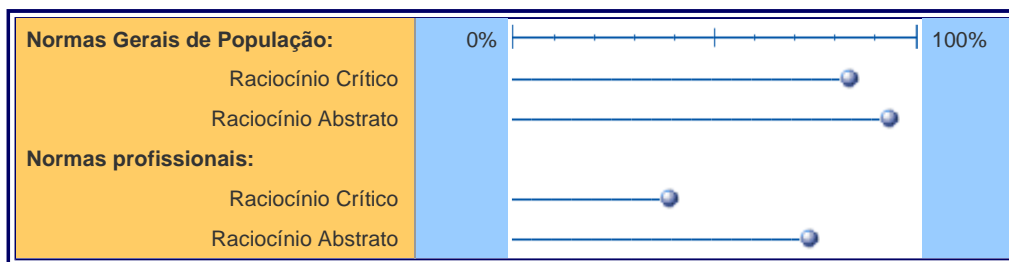 Normas Gerais de População: 0% 100%
Raciocínio Crítico
Raciocínio Abstrato
Normas profissionais:
Raciocínio Crítico
Raciocínio Abstrato